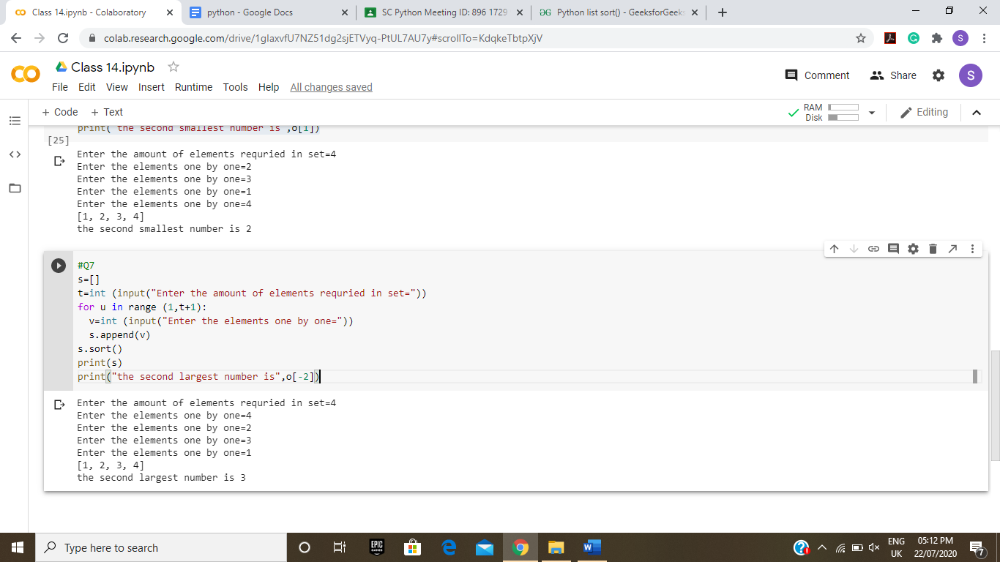 Class 14.ipynb - Colaboratory
python - Google Docs
SC Python Meeting ID: 896 1729
Python list sort() - GeeksforGeeks
colab.research.google.com/drive/1glaxvfU7NZ51dg2sjETVyq-PtUL7AU7y#scrollTo=KdqkeTbtpXjV
S
Class 14.ipynb
Comment
Share
S
File Edit View Insert Runtime Tools Help All changes saved
+ Code + Text
RAM
Disk
Editing
print("the second smallest number is",o[1])
[25]
Enter the amount of elements requried in set=4
Enter the elements one by one=2
Enter the elements one by one=3
Enter the elements one by one=1
Enter the elements one by one=4
[1, 2, 3, 4]
the second smallest number is 2
#Q7
s=[]
t=int (input("Enter the amount of elements requried in set="))
for u in range (1,t+1):
  v=int (input("Enter the elements one by one="))
  s.append(v)
s.sort()
print(s)
print("the second largest number is",o[-2])
Enter the amount of elements requried in set=4
Enter the elements one by one=4
Enter the elements one by one=2
Enter the elements one by one=3
Enter the elements one by one=1
[1, 2, 3, 4]
the second largest number is 3
Type here to search
EPIC
GAMES
ENG
UK
05:12 PM
22/07/2020
7